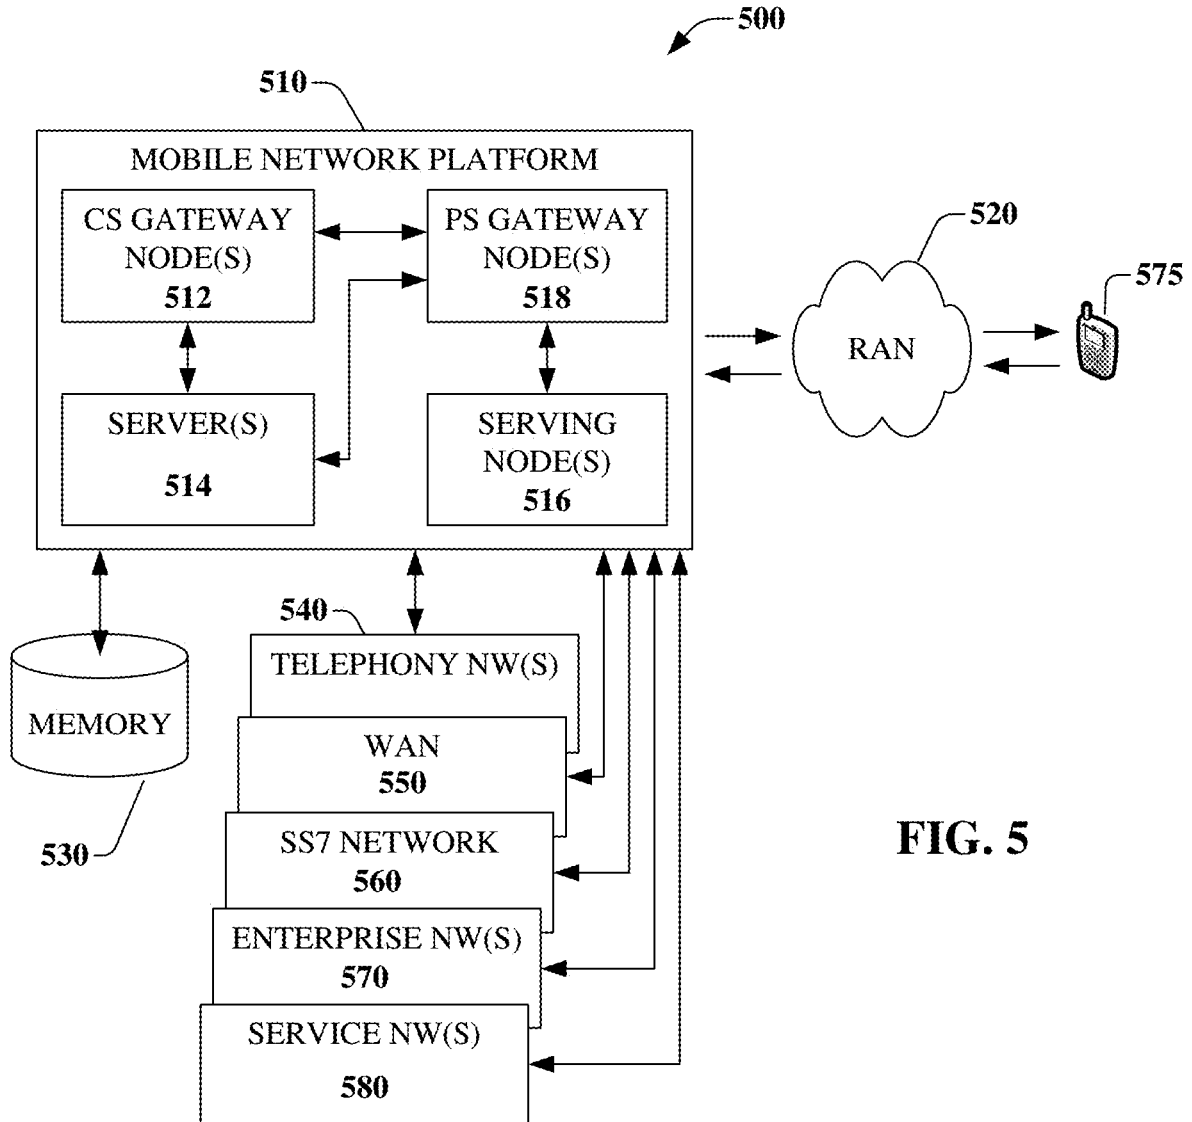 500
510
MOBILE NETWORK PLATFORM
CS GATEWAY
NODE(S)
512
PS GATEWAY
NODE(S)
518
SERVER(S)
514
SERVING
NODE(S)
516
520
RAN
575
540
TELEPHONY NW(S)
MEMORY
530
WAN
550
SS7 NETWORK
560
ENTERPRISE NW(S)
570
SERVICE NW(S)
580
FIG. 5